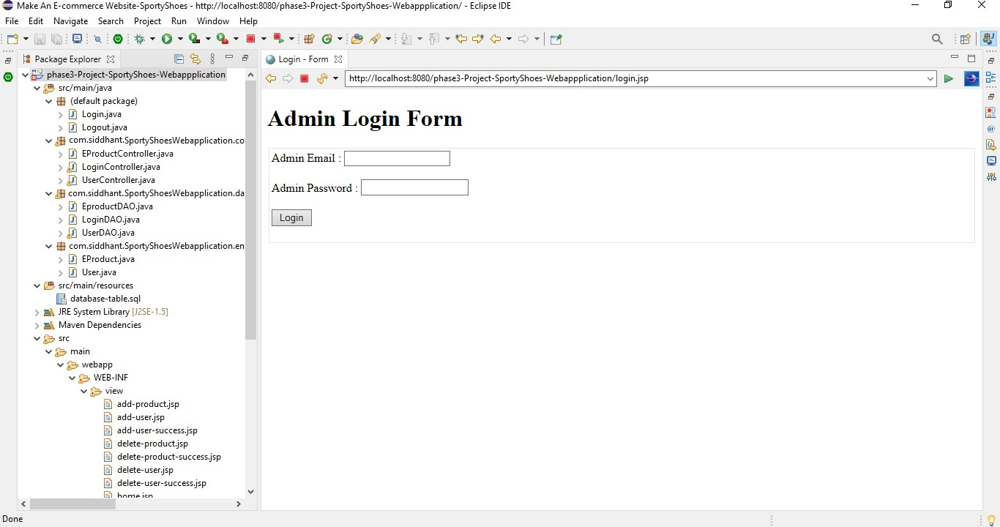 Make An E-commerce Website-SportyShoes - http://localhost:8080/phase3-Project-SportyShoes-Webappplication/ - Eclipse IDE
File Edit Navigate Search Project Run Window Help
Package Explorer
phase3-Project-SportyShoes-Webappplication
src/main/java
(default package)
Login.java
Logout.java
com.siddhant.SportyShoesWebapplication.co
EProductController.java
LoginController.java
UserController.java
com.siddhant.SportyShoesWebapplication.da
EproductDAO.java
LoginDAO.java
UserDAO.java
com.siddhant.SportyShoesWebapplication.en
EProduct.java
User.java
src/main/resources
database-table.sql
JRE System Library [J2SE-1.5]
Maven Dependencies
src
main
webapp
WEB-INF
view
add-product.jsp
add-user.jsp
add-user-success.jsp
delete-product.jsp
delete-product-success.jsp
delete-user.jsp
delete-user-success.jsp
home.jsp
Login - Form
http://localhost:8080/phase3-Project-SportyShoes-Webappplication/login.jsp
Admin Login Form
Admin Email :
Admin Password :
Login
Done